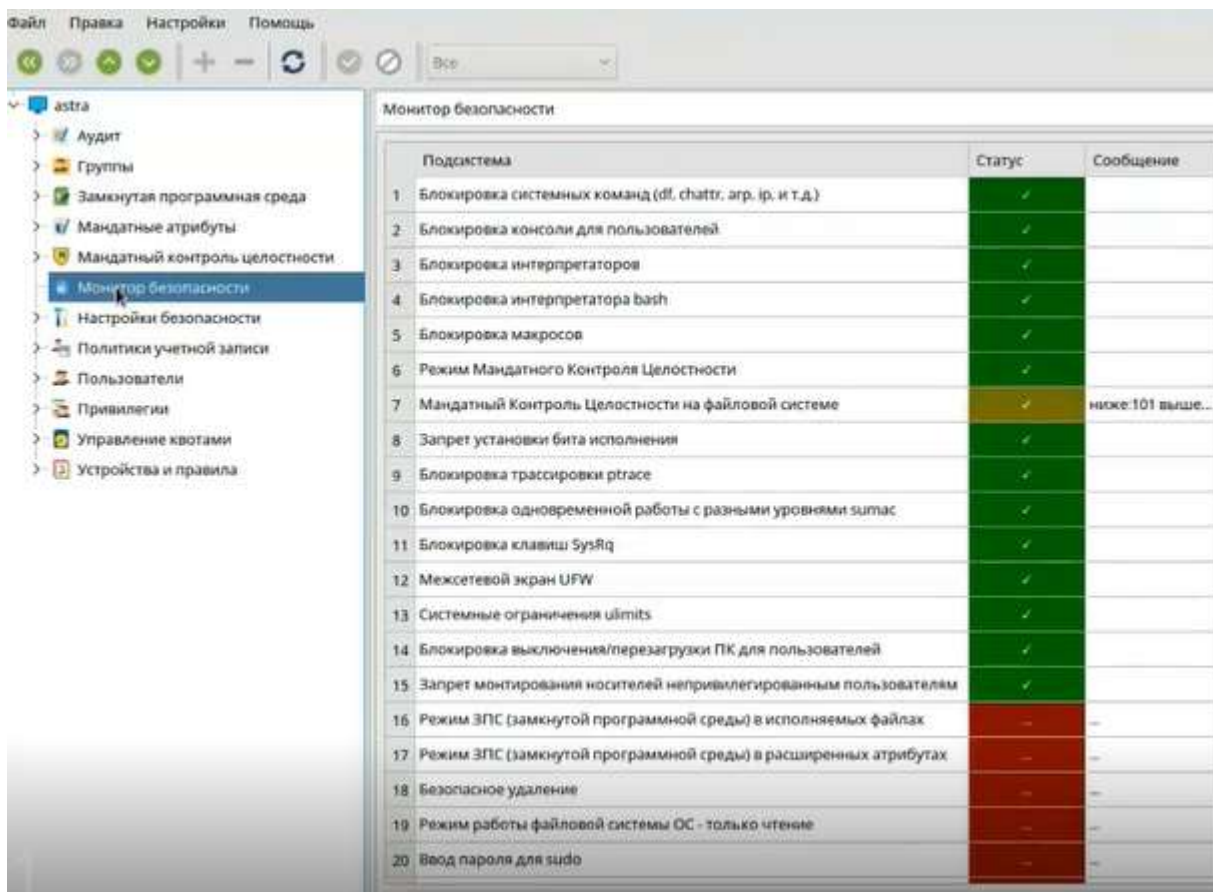 Файл Правка Настройки Помощь
Все
astra
Аудит
Группы
Замкнутая программная среда
Мандатные атрибуты
Мандатный контроль целостности
Монитор безопасности
Настройки безопасности
Политики учетной записи
Пользователи
Привилегии
Управление квотами
Устройства и правила
Монитор безопасности
Подсистема Статус Сообщение
1 Блокировка системных команд (df, chattr, arp, ip, и т.д.)
2 Блокировка консоли для пользователей
3 Блокировка интерпретаторов
4 Блокировка интерпретатора bash
5 Блокировка макросов
6 Режим Мандатного Контроля Целостности
7 Мандатный Контроль Целостности на файловой системе ниже:101 выше...
8 Запрет установки бита исполнения
9 Блокировка трассировки ptrace
10 Блокировка одновременной работы с разными уровнями sumac
11 Блокировка клавиш SysRq
12 Межсетевой экран UFW
13 Системные ограничения ulimits
14 Блокировка выключения/перезагрузки ПК для пользователей
15 Запрет монтирования носителей непривилегированным пользователям
16 Режим ЗПС (замкнутой программной среды) в исполняемых файлах ... ...
17 Режим ЗПС (замкнутой программной среды) в расширенных атрибутах ... ...
18 Безопасное удаление ... ...
19 Режим работы файловой системы ОС - только чтение ... ...
20 Ввод пароля для sudo ... ...